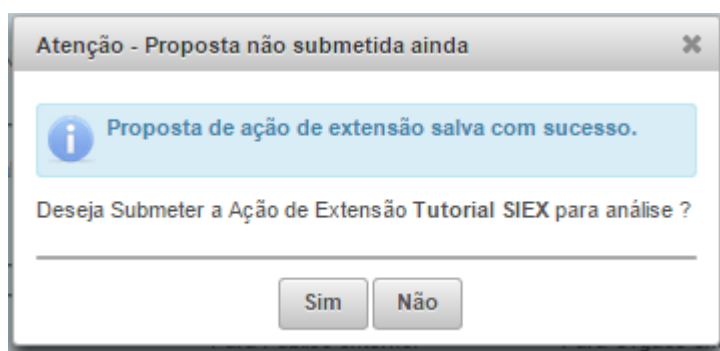 Atenção - Proposta não submetida ainda
Proposta de ação de extensão salva com sucesso.
Deseja Submeter a Ação de Extensão Tutorial SIEX para análise ?
Sim Não